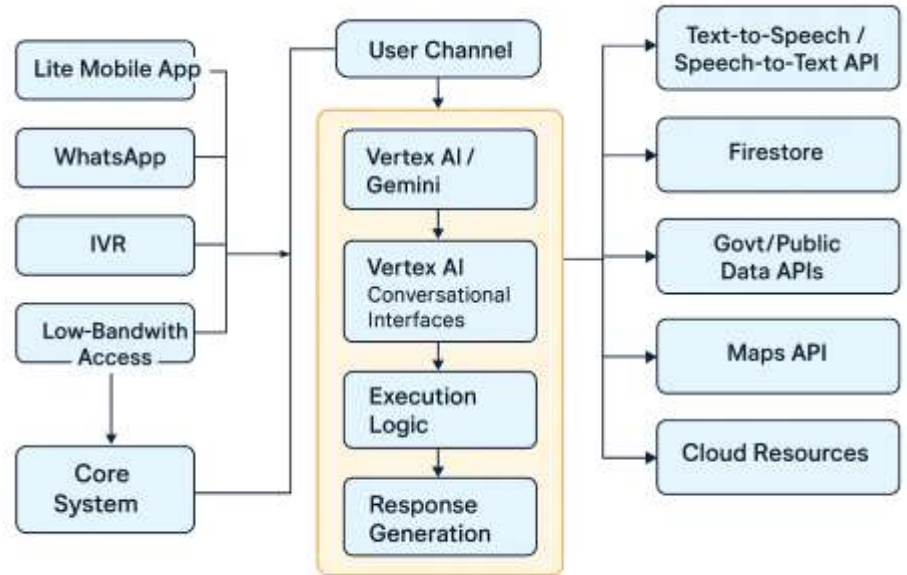 Lite Mobile App
WhatsApp
IVR
Low-Bandwith
Access
Core
System
User Channel
Vertex AI /
Gemini
Vertex AI
Conversational
Interfaces
Execution
Logic
Response
Generation
Text-to-Speech /
Speech-to-Text API
Firestore
Govt/Public
Data APIs
Maps API
Cloud Resources